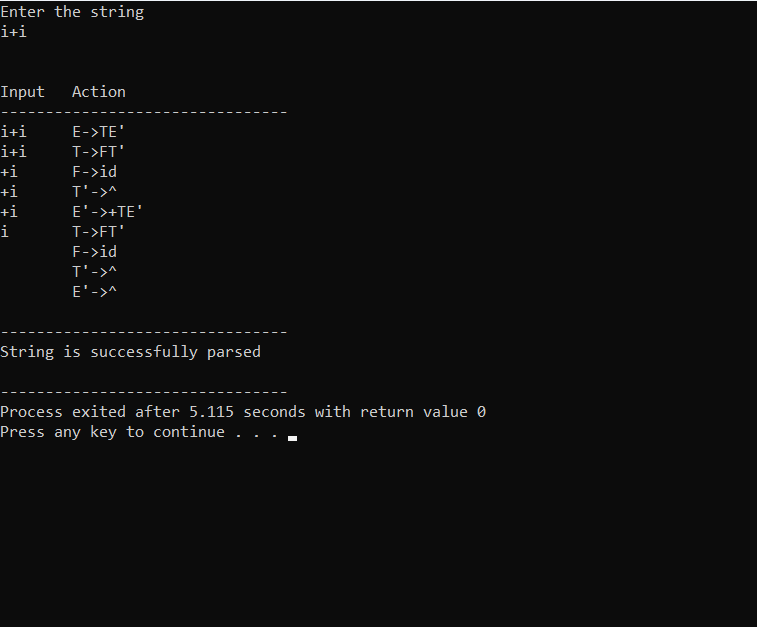 Enter the string
i+i
Input   Action
--------------------------------
i+i     E->TE'
i+i     T->FT'
+i      F->id
+i      T'->^
+i      E'->+TE'
i       T->FT'
        F->id
        T'->^
        E'->^
--------------------------------
String is successfully parsed
--------------------------------
Process exited after 5.115 seconds with return value 0
Press any key to continue . . .